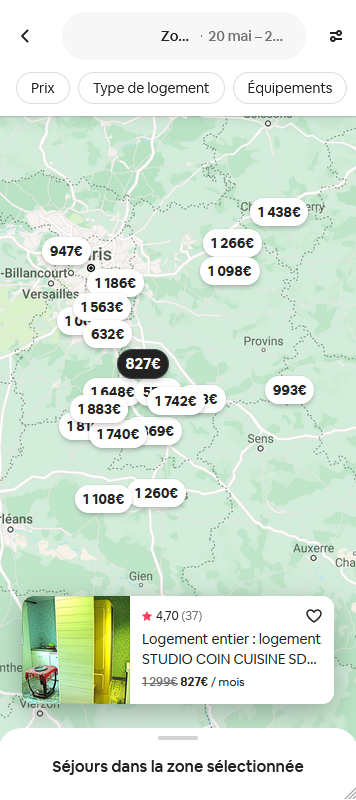 Zo... · 20 mai – 2...
Prix
Type de logement
Équipements
1 438€
1 266€
947€
1 098€
-Billancourt
1 186€
Versailles
1 563€
632€
Provins
827€
993€
1 648€
1 742€
1 883€
1 740€
869€
Sens
1 260€
1 108€
Auxerre
Gien
4,70 (37)
Logement entier : logement
STUDIO COIN CUISINE SD...
1 299€ 827€ / mois
Vierzon
Séjours dans la zone sélectionnée